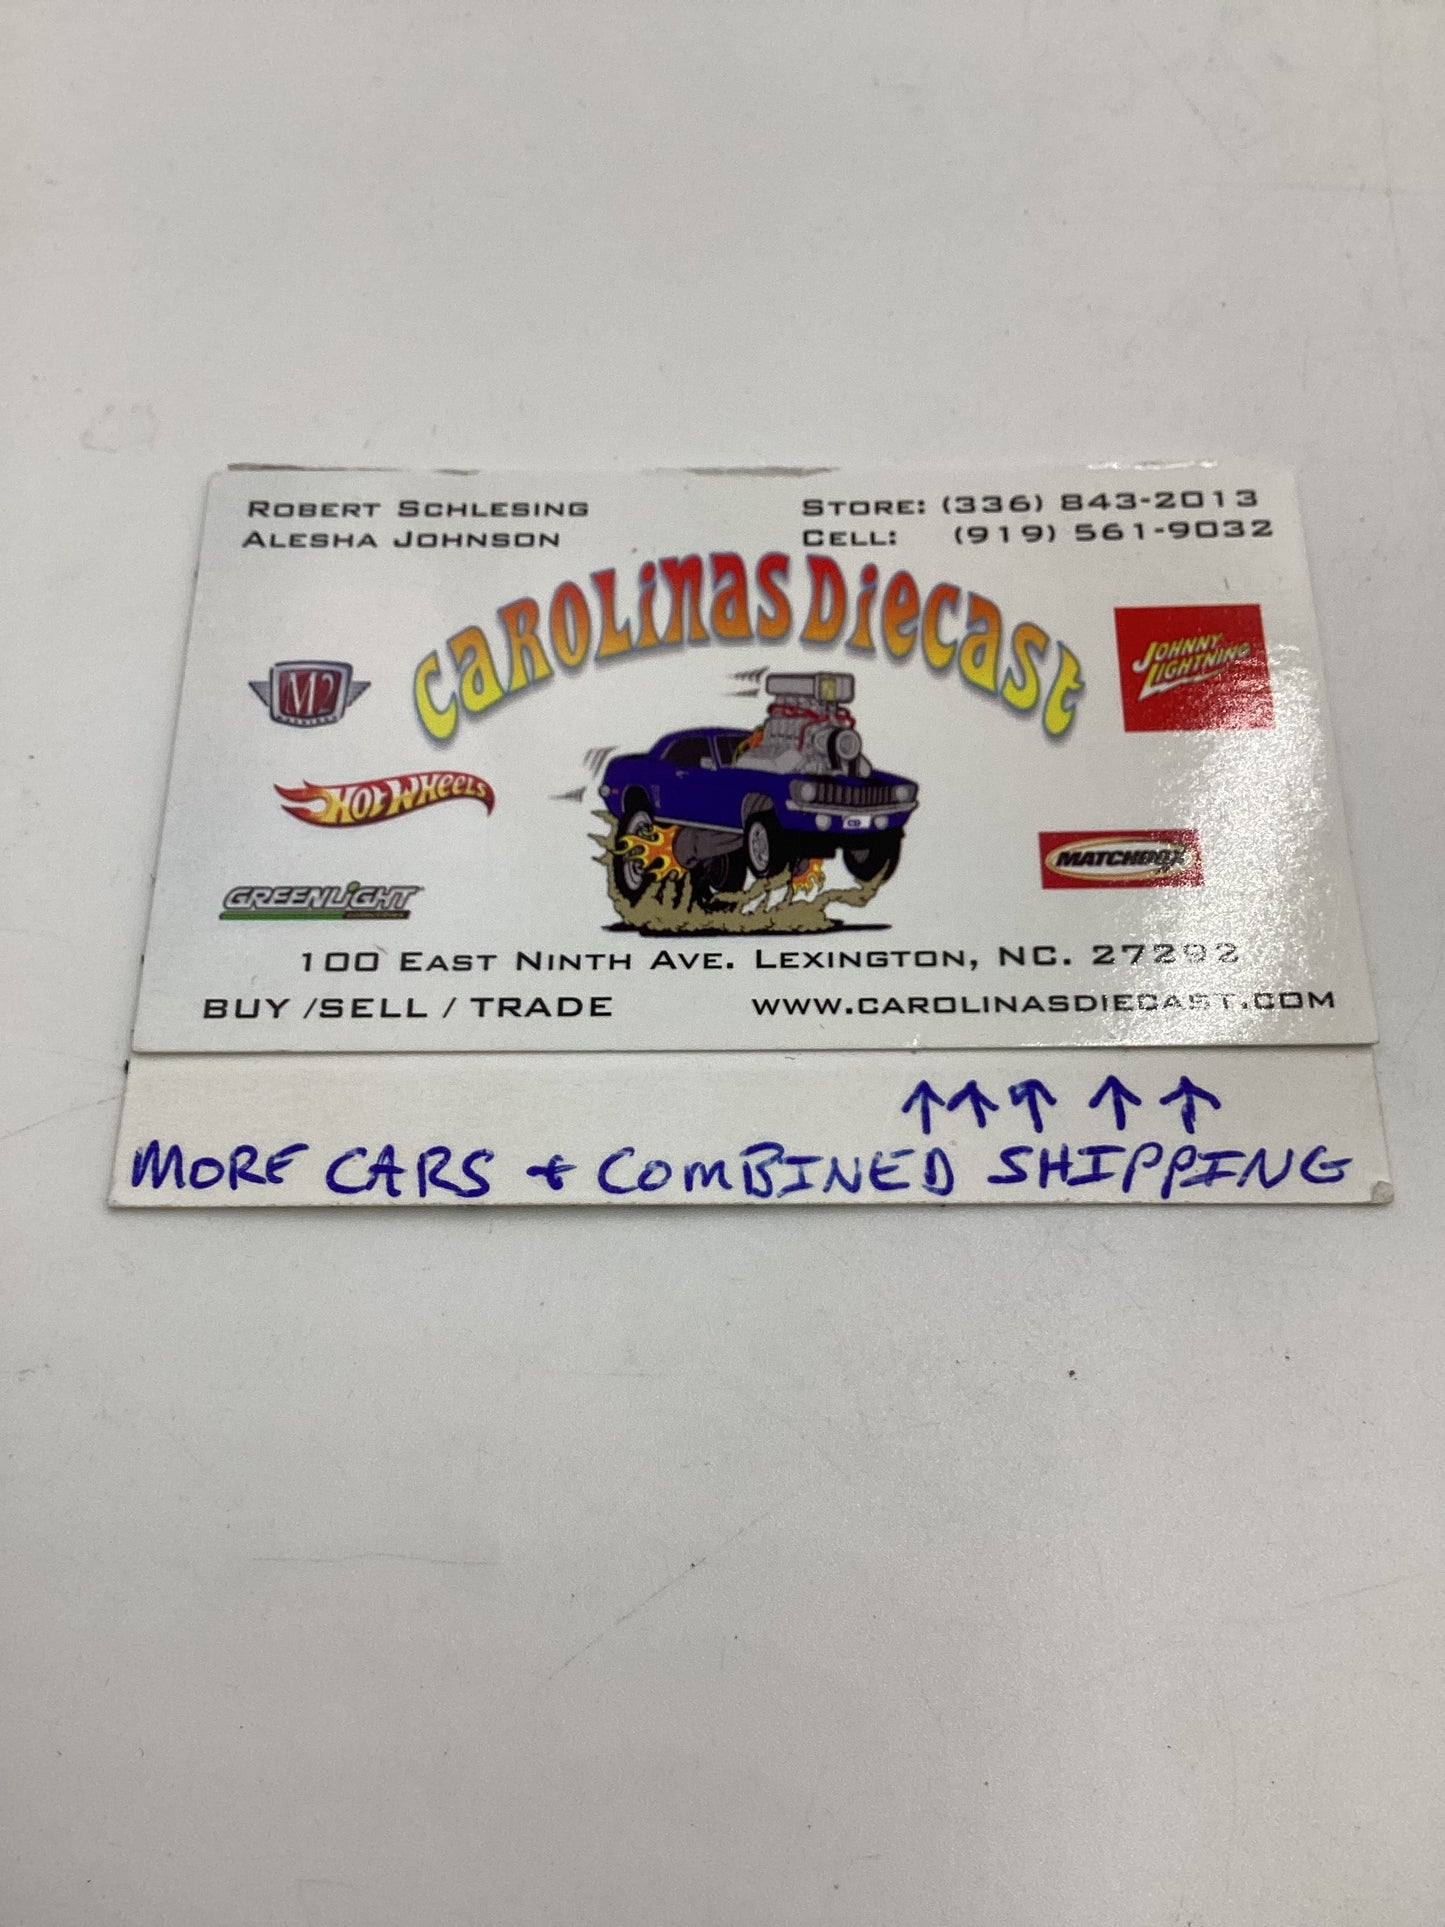 ROBERT SCHLESING
ALESHA JOHNSON
STORE: (336) 843-2013
CELL: (919) 561-9032
CAROLINAS DIECAST
M2
MACHINES
JOHNNY LIGHTNING
HOT WHEELS
MATCHBOX
GREENLIGHT
collectibles
100 EAST NINTH AVE. LEXINGTON, NC. 27292
BUY /SELL / TRADE
WWW.CAROLINASDIECAST.COM
↑ ↑ ↑ ↑ ↑
MORE CARS + COMBINED SHIPPING